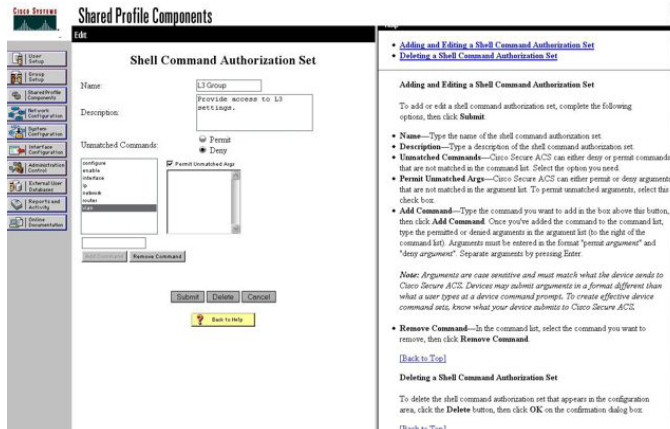 Cisco Systems
Shared Profile Components
Edit
Help
User Setup
Group Setup
Shared Profile Components
Network Configuration
System Configuration
Interface Configuration
Administration Control
External User Databases
Reports and Activity
Online Documentation
Shell Command Authorization Set
Name:
L3 Group
Description:
Provide access to L3
settings.
Unmatched Commands:
Permit
Deny
configure
enable
interface
ip
network
router
vlan
Permit Unmatched Args
Add Command
Remove Command
Submit
Delete
Cancel
Back to Help
Adding and Editing a Shell Command Authorization Set
Deleting a Shell Command Authorization Set
Adding and Editing a Shell Command Authorization Set
To add or edit a shell command authorization set, complete the following
options, then click Submit.
Name—Type the name of the shell command authorization set.
Description—Type a description of the shell command authorization set.
Unmatched Commands—Cisco Secure ACS can either deny or permit commands
that are not matched in the command list. Select the option you need.
Permit Unmatched Args—Cisco Secure ACS can either permit or deny arguments
that are not matched in the argument list. To permit unmatched arguments, select this
check box.
Add Command—Type the command you want to add in the box above this button,
then click Add Command. Once you've added the command to the command list,
type the permitted or denied arguments in the argument list (to the right of the
command list). Arguments must be entered in the format "permit argument" and
"deny argument". Separate arguments by pressing Enter.
Note: Arguments are case sensitive and must match what the device sends to
Cisco Secure ACS. Devices may submit arguments in a format different than
what a user types at a device command prompt. To create effective device
command sets, know what your device submits to Cisco Secure ACS.
Remove Command—In the command list, select the command you want to
remove, then click Remove Command.
[Back to Top]
Deleting a Shell Command Authorization Set
To delete the shell command authorization set that appears in the configuration
area, click the Delete button, then click OK on the confirmation dialog box.
[Back to Top]